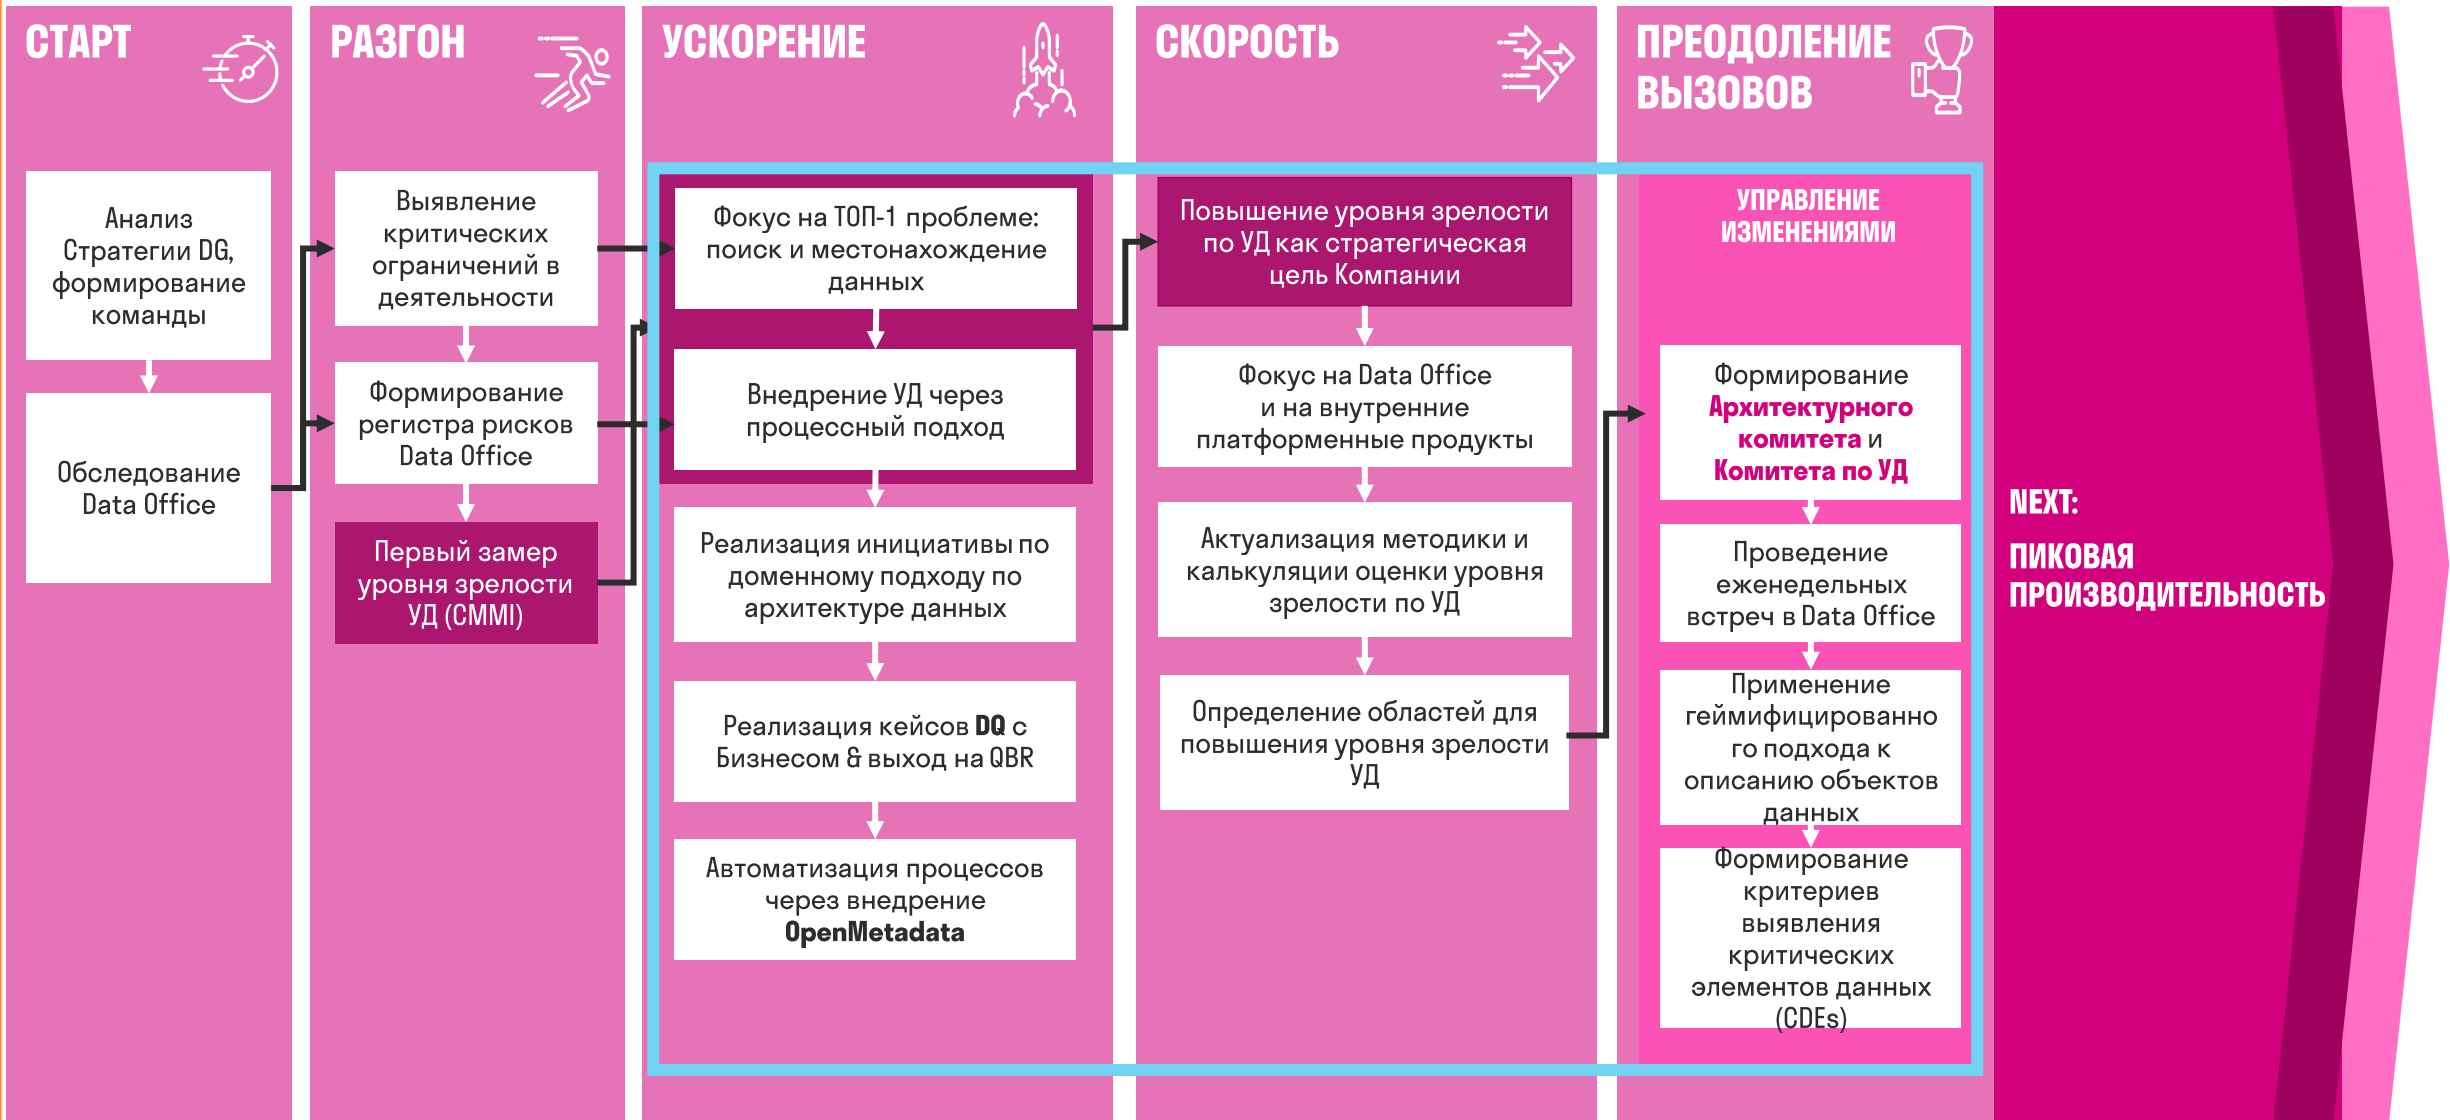 СТАРТ
Анализ
Стратегии DG,
формирование
команды
Обследование
Data Office
РАЗГОН
Выявление
критических
ограничений в
деятельности
Формирование
регистра рисков
Data Office
Первый замер
уровня зрелости
УД (CMMI)
УСКОРЕНИЕ
Фокус на ТОП-1 проблеме:
поиск и местонахождение
данных
Внедрение УД через
процессный подход
Реализация инициативы по
доменному подходу по
архитектуре данных
Реализация кейсов DQ с
Бизнесом & выход на QBR
Автоматизация процессов
через внедрение
OpenMetadata
СКОРОСТЬ
Повышение уровня зрелости
по УД как стратегическая
цель Компании
Фокус на Data Office
и на внутренние
платформенные продукты
Актуализация методики и
калькуляции оценки уровня
зрелости по УД
Определение областей для
повышения уровня зрелости
УД
ПРЕОДОЛЕНИЕ
ВЫЗОВОВ
УПРАВЛЕНИЕ
ИЗМЕНЕНИЯМИ
Формирование
Архитектурного
комитета и
Комитета по УД
Проведение
еженедельных
встреч в Data Office
Применение
геймифицированно
го подхода к
описанию объектов
данных
Формирование
критериев
выявления
критических
элементов данных
(CDEs)
NEXT:
ПИКОВАЯ
ПРОИЗВОДИТЕЛЬНОСТЬ